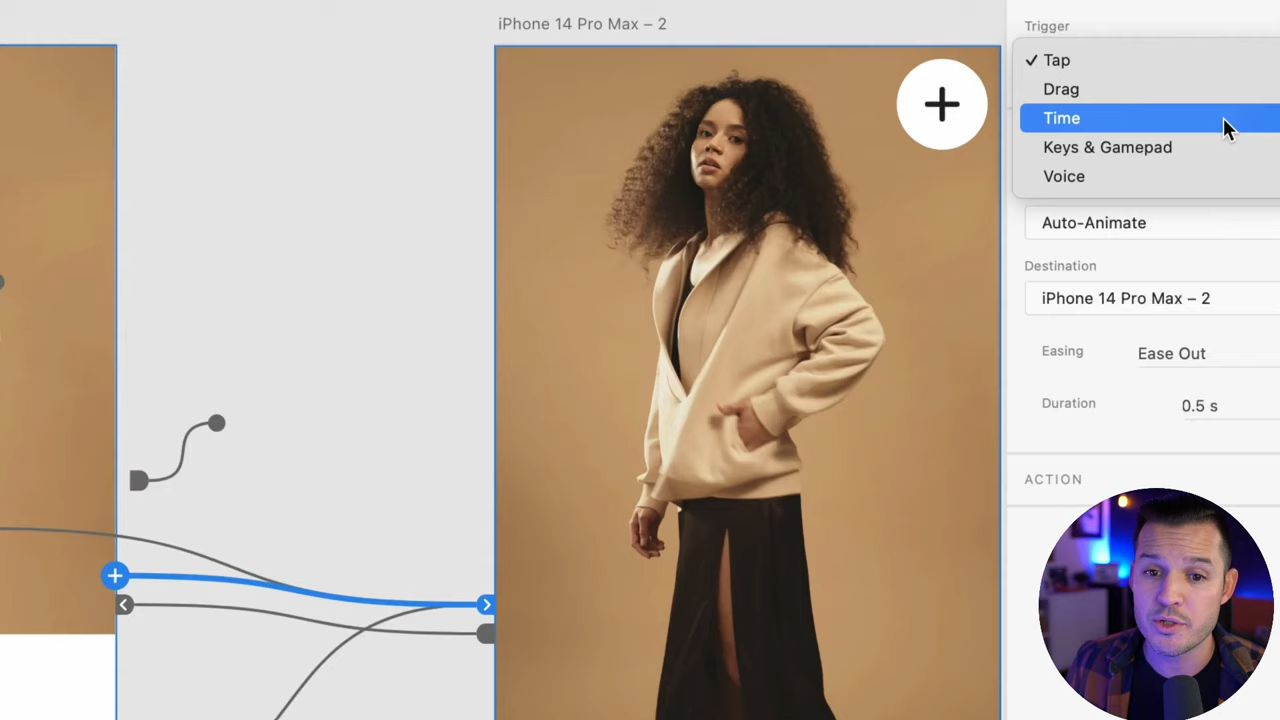 iPhone 14 Pro Max – 2
Trigger
✓ Tap
Drag
Time
Keys & Gamepad
Voice
Auto-Animate
Destination
iPhone 14 Pro Max – 2
Easing
Ease Out
Duration
0.5 s
ACTION